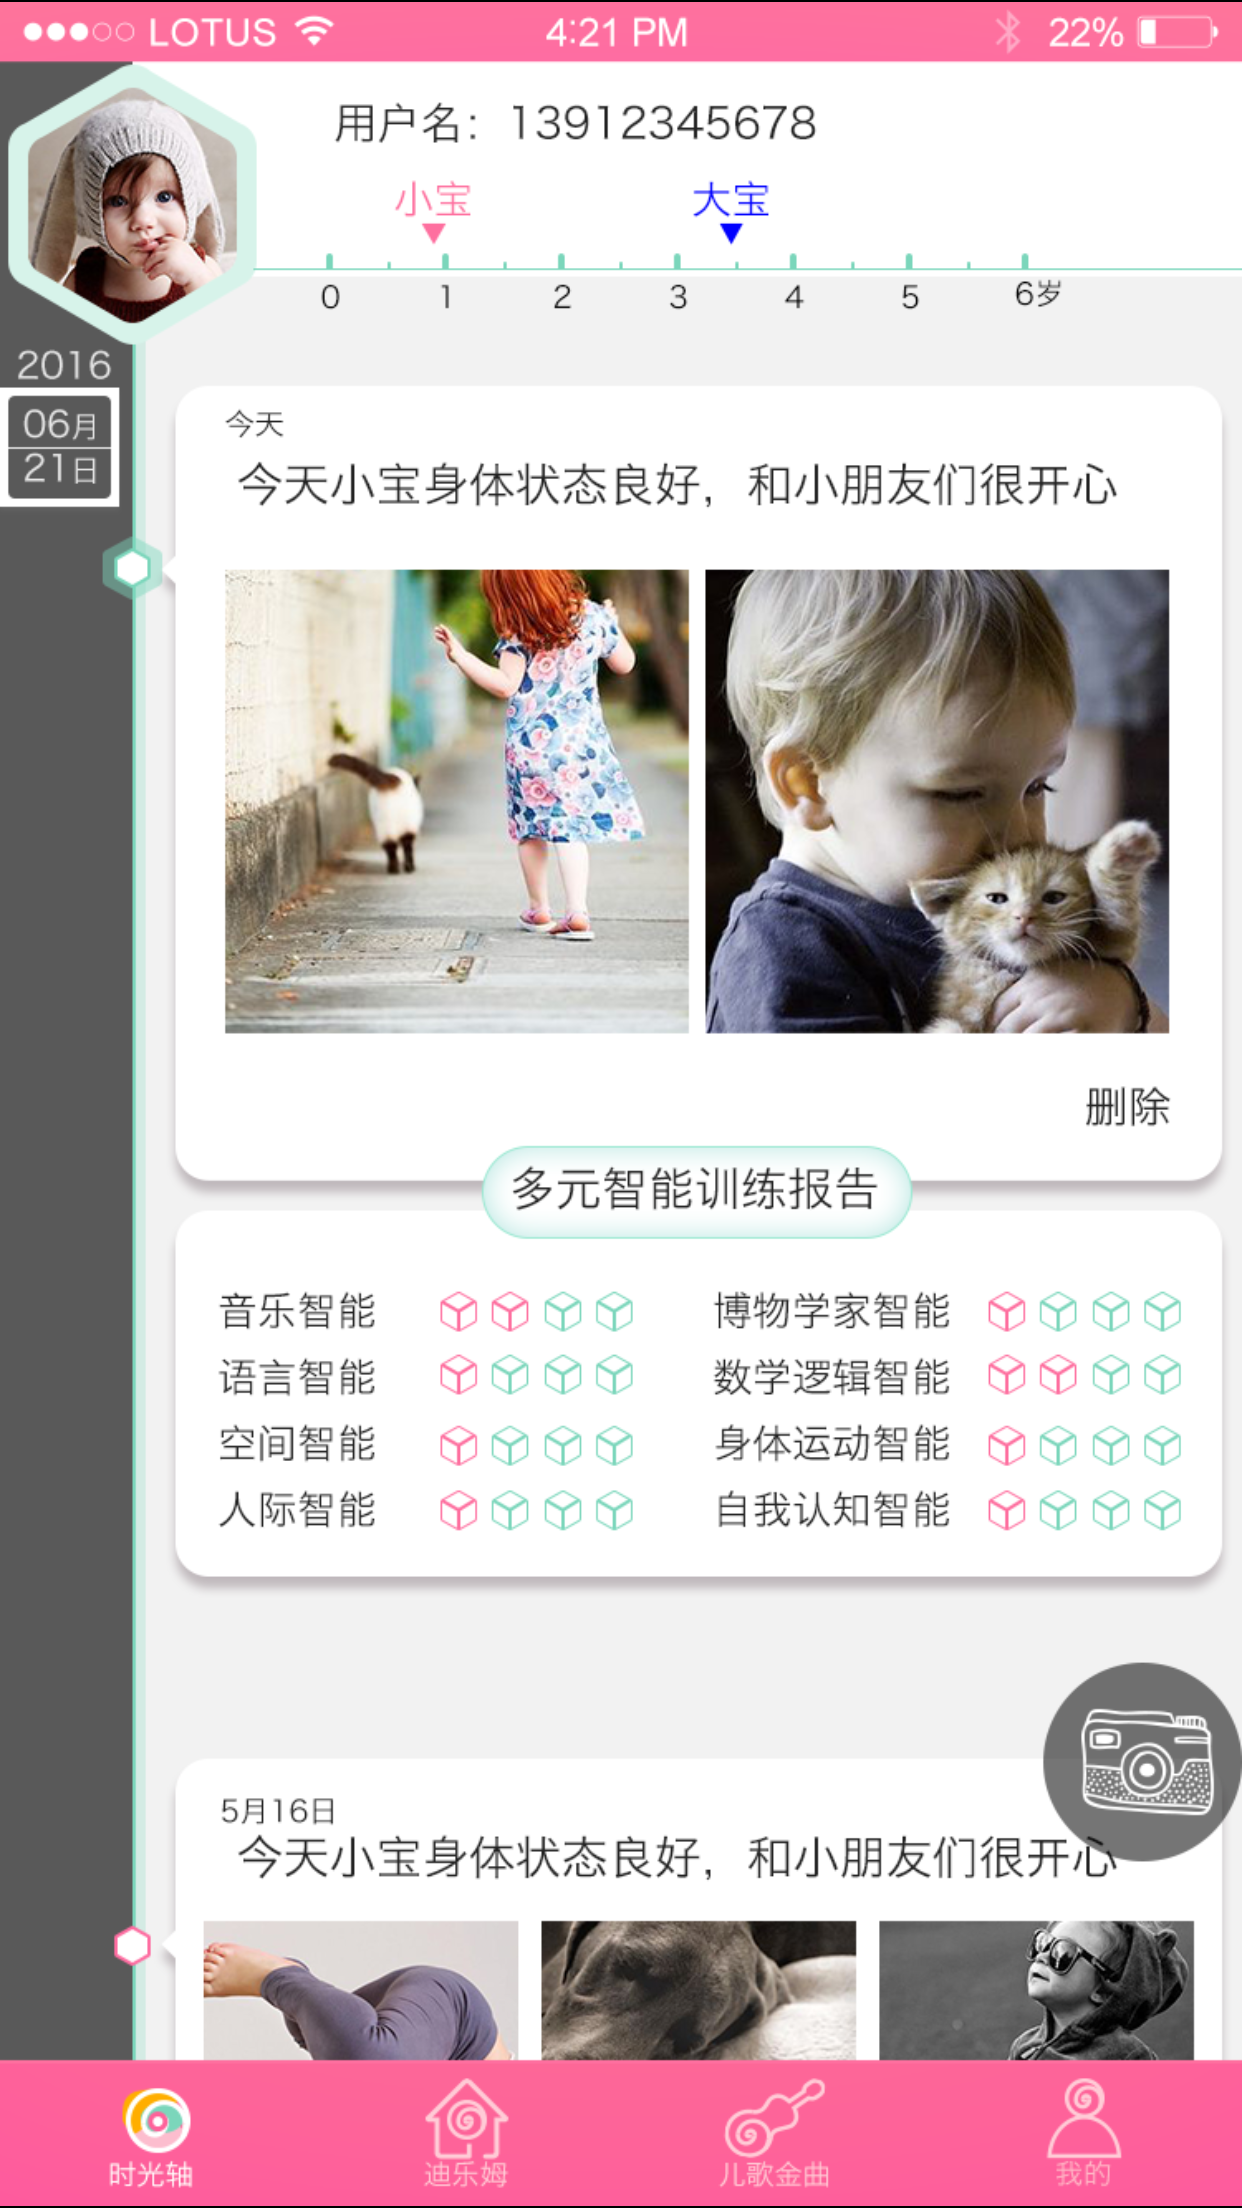 LOTUS 4:21 PM 22%
用户名：13912345678
小宝 大宝
0 1 2 3 4 5 6岁
2016
06月
21日
今天
今天小宝身体状态良好，和小朋友们很开心
删除
多元智能训练报告
音乐智能 博物学家智能
语言智能 数学逻辑智能
空间智能 身体运动智能
人际智能 自我认知智能
5月16日
今天小宝身体状态良好，和小朋友们很开心
时光轴 迪乐姆 儿歌金曲 我的